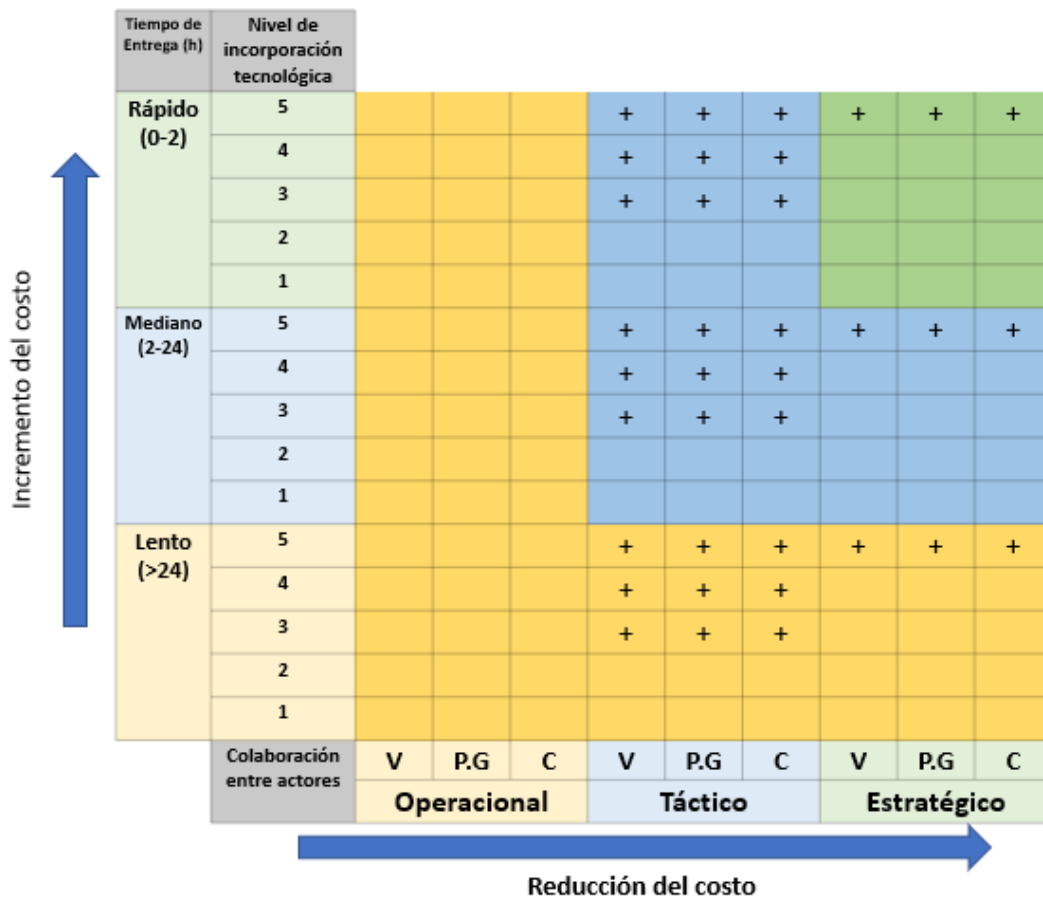 Tiempo de
Entrega (h)
Nivel de
incorporación
tecnológica
Rápido
(0-2)
5 + + + + + +
4 + + +
3 + + +
2
1
Mediano
(2-24)
5 + + + + + +
4 + + +
3 + + +
2
1
Lento
(>24)
5 + + + + + +
4 + + +
3 + + +
2
1
Colaboración
entre actores
V P.G C V P.G C V P.G C
Operacional Táctico Estratégico
Incremento del costo
Reducción del costo